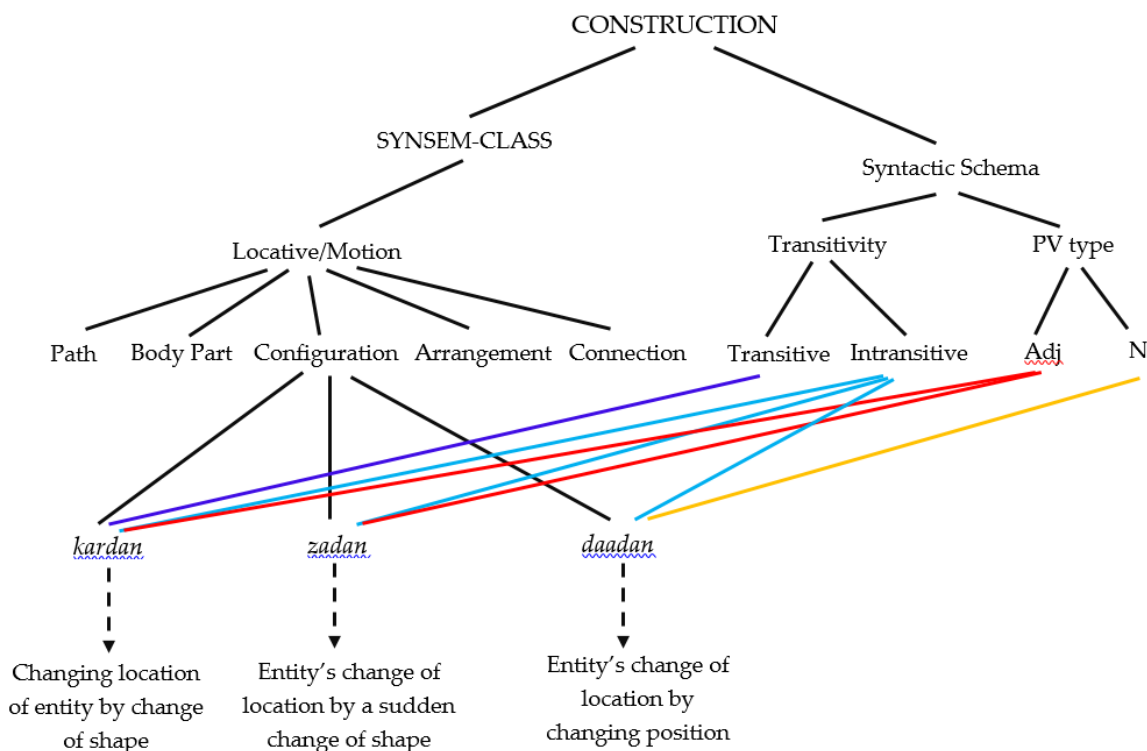 CONSTRUCTION
SYNSEM-CLASS
Syntactic Schema
Locative/Motion
Transitivity
PV type
Path
Body Part
Configuration
Arrangement
Connection
Transitive
Intransitive
Adj
N
kardan
zadan
daadan
Changing location
of entity by change
of shape
Entity’s change of
location by a sudden
change of shape
Entity’s change of
location by
changing position